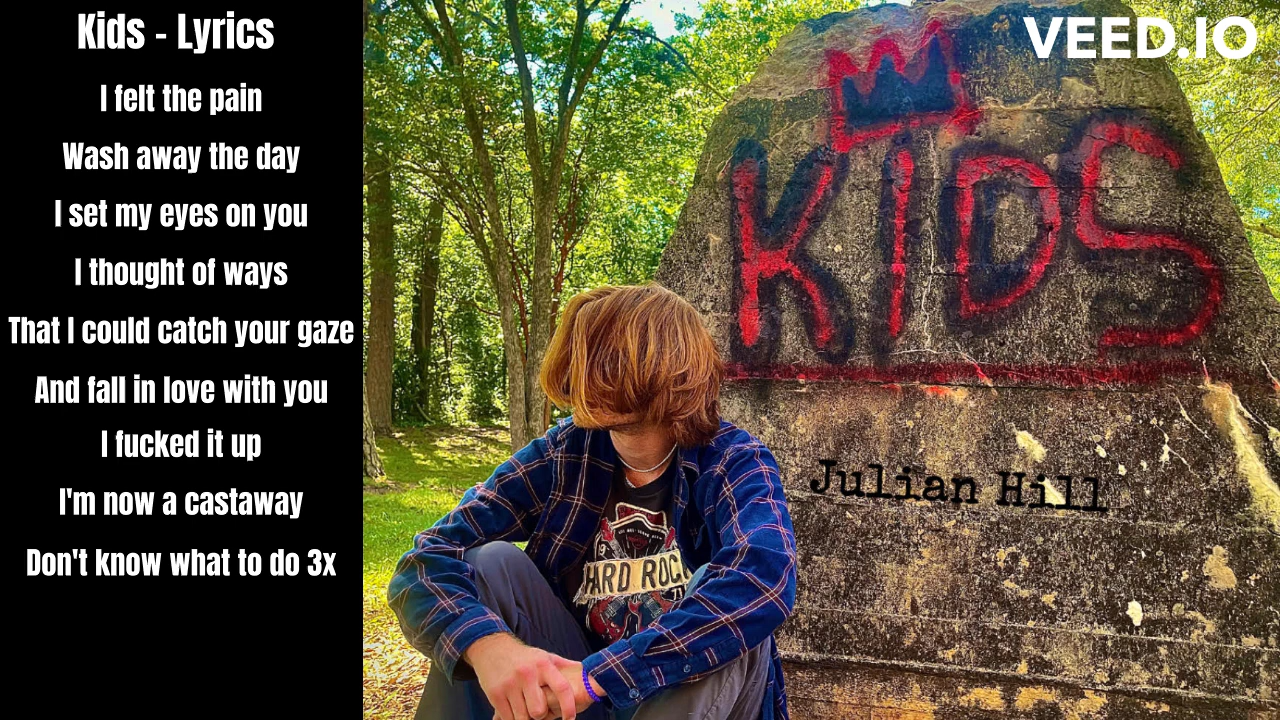 Kids - Lyrics
I felt the pain
Wash away the day
I set my eyes on you
I thought of ways
That I could catch your gaze
And fall in love with you
I fucked it up
I'm now a castaway
Don't know what to do 3x
VEED.IO
KIDS
Julian Hill
HARD ROC